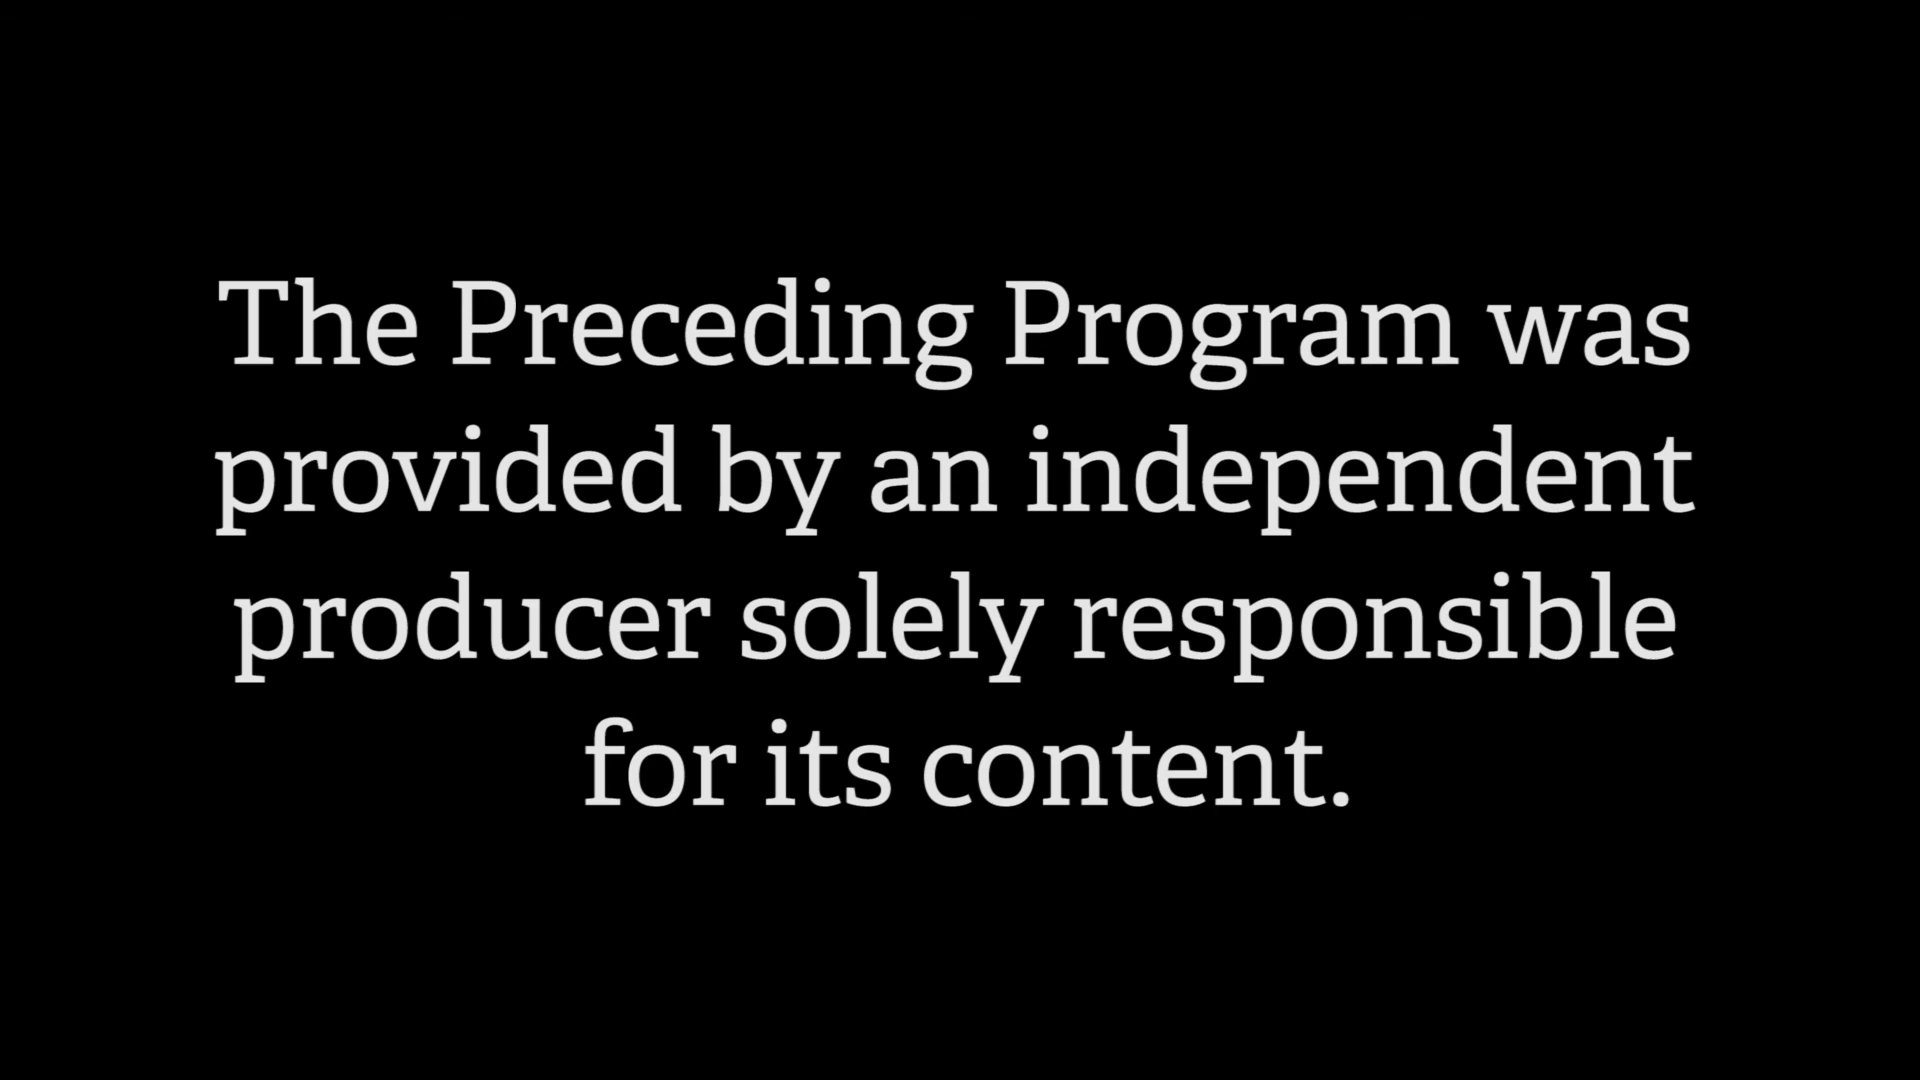 The Preceding Program was
provided by an independent
producer solely responsible
for its content.